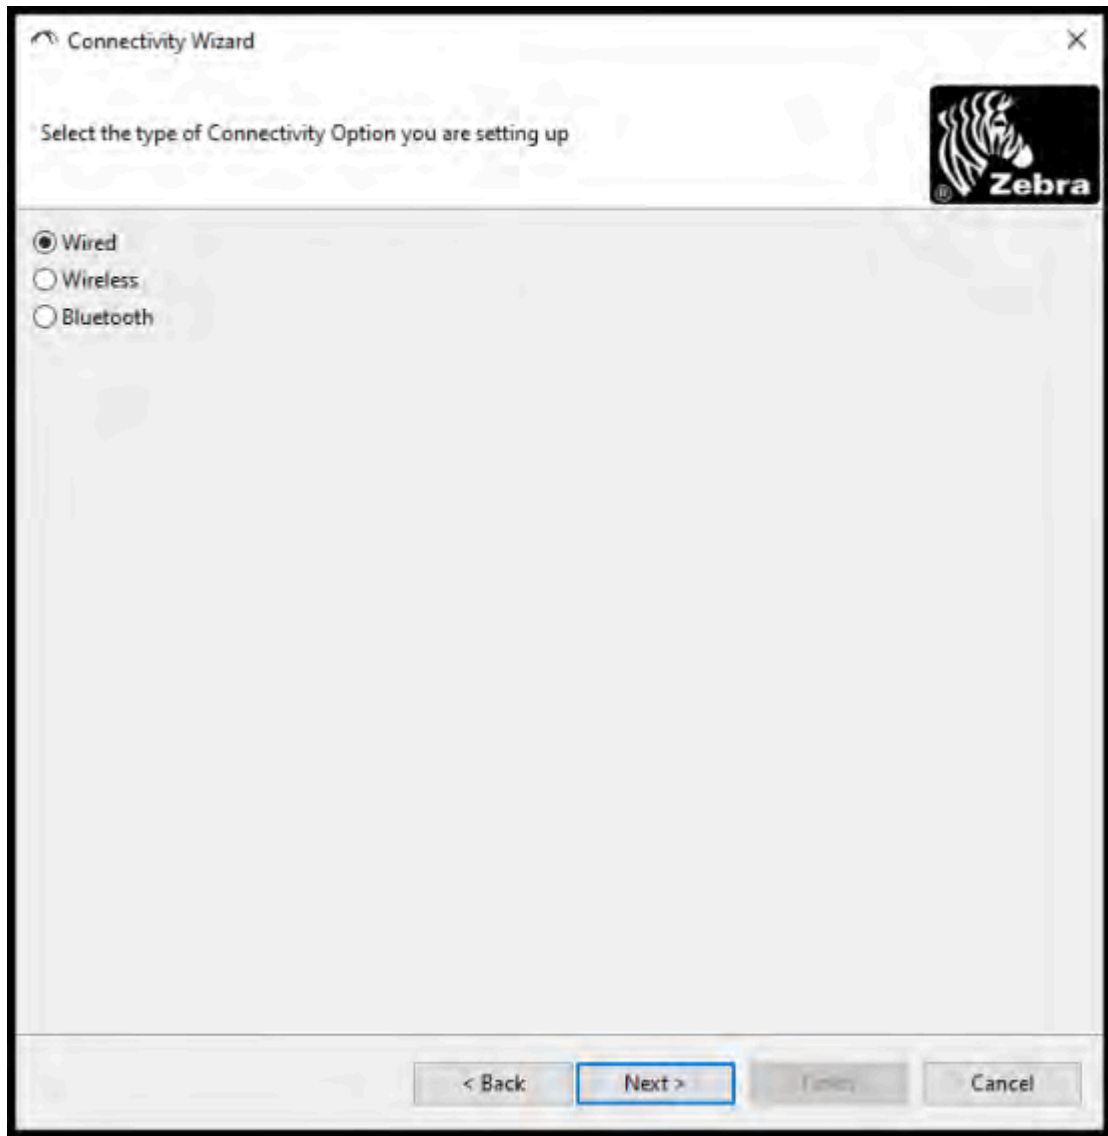 Connectivity Wizard
Select the type of Connectivity Option you are setting up
® Zebra
Wired
Wireless
Bluetooth
< Back Next > Cancel